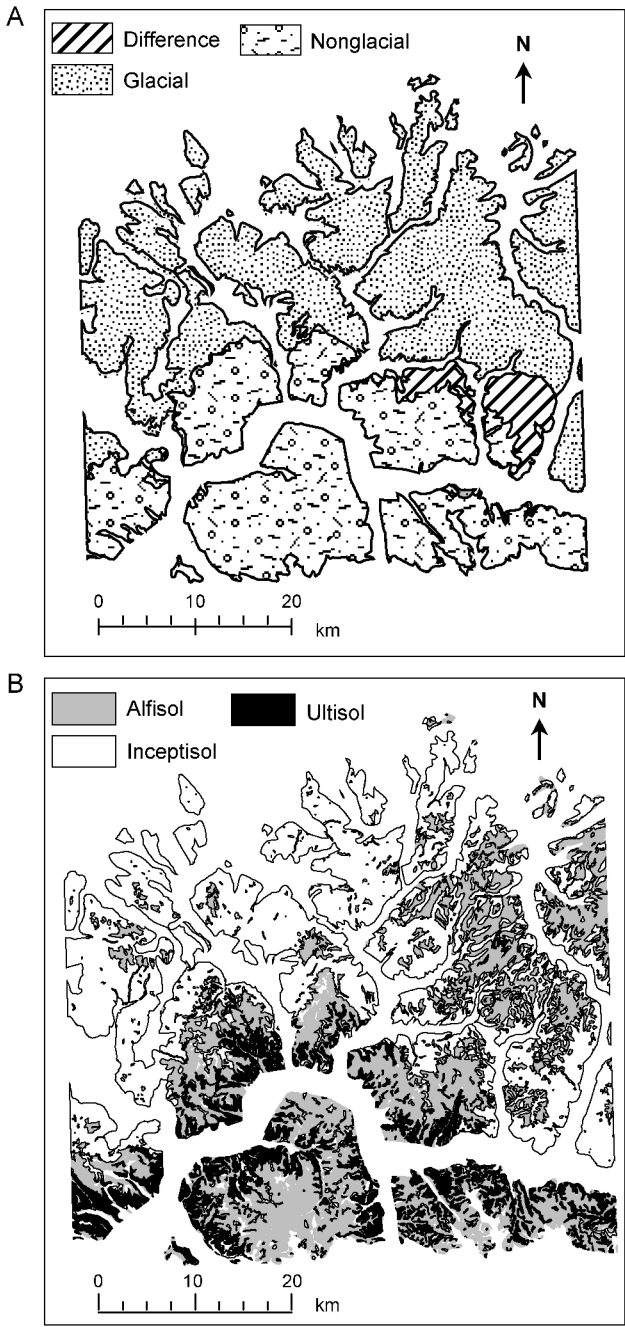 A
Difference
Nonglacial
Glacial
N
0 10 20
km
B
Alfisol
Ultisol
Inceptisol
N
0 10 20
km